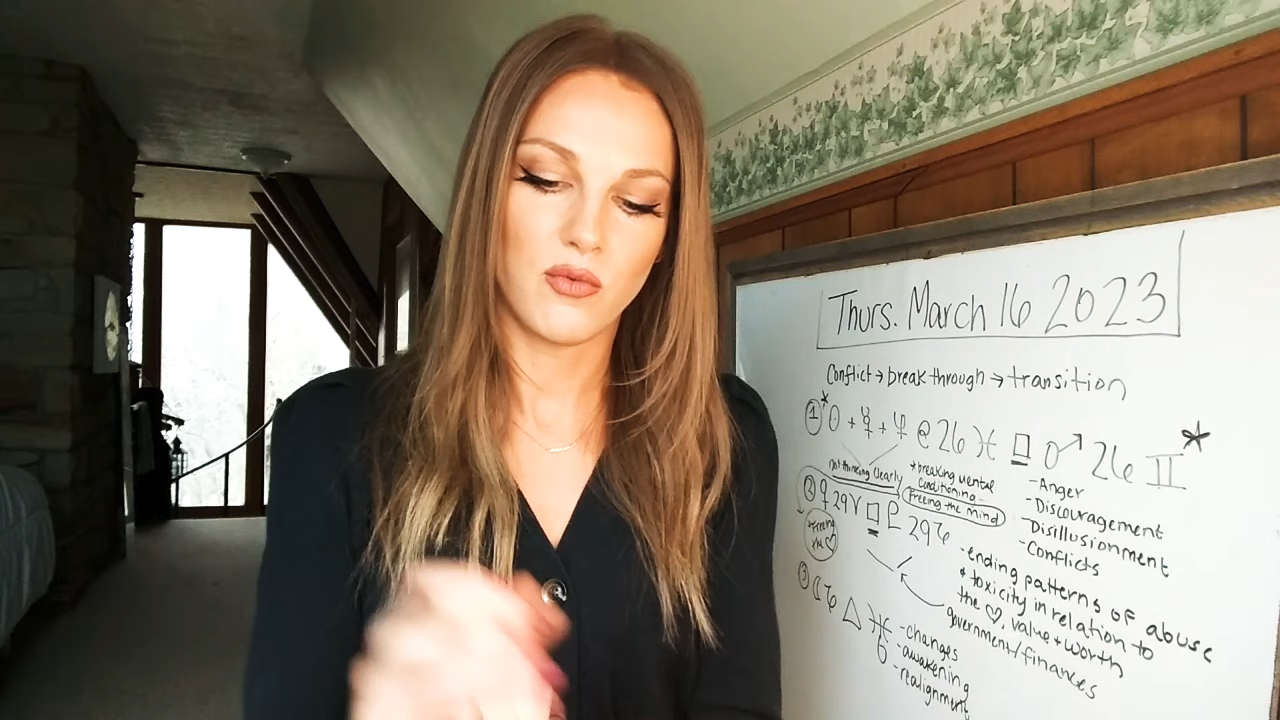 Thurs. March 16 2023
Conflict → break through → transition
① * ☉ + ☿ + ♆ @ 26 ♓ □ ♂ 26 ♊ *
not thinking clearly
* breaking mental
conditioning -
Freeing the mind
- Anger
- Discouragement
- Disillusionment
- Conflicts
② ♀ 29 ♈ □ ♇ 29 ♑
* Freeing
the ♡
- ending patterns of abuse
& toxicity in relation to
the ♡, value + worth
government/finances
③ ☾ ♑ △ ♅
- changes
- awakening
- realignment